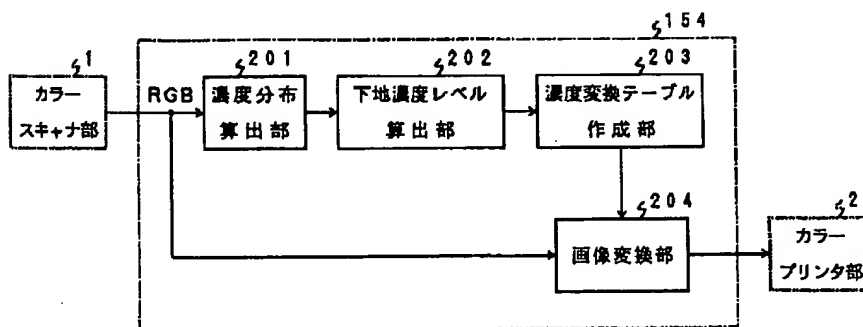 154
1
カラー
スキャナ部
RGB
201
濃度分布
算出部
202
下地濃度レベル
算出部
203
濃度変換テーブル
作成部
204
画像変換部
2
カラー
プリンタ部